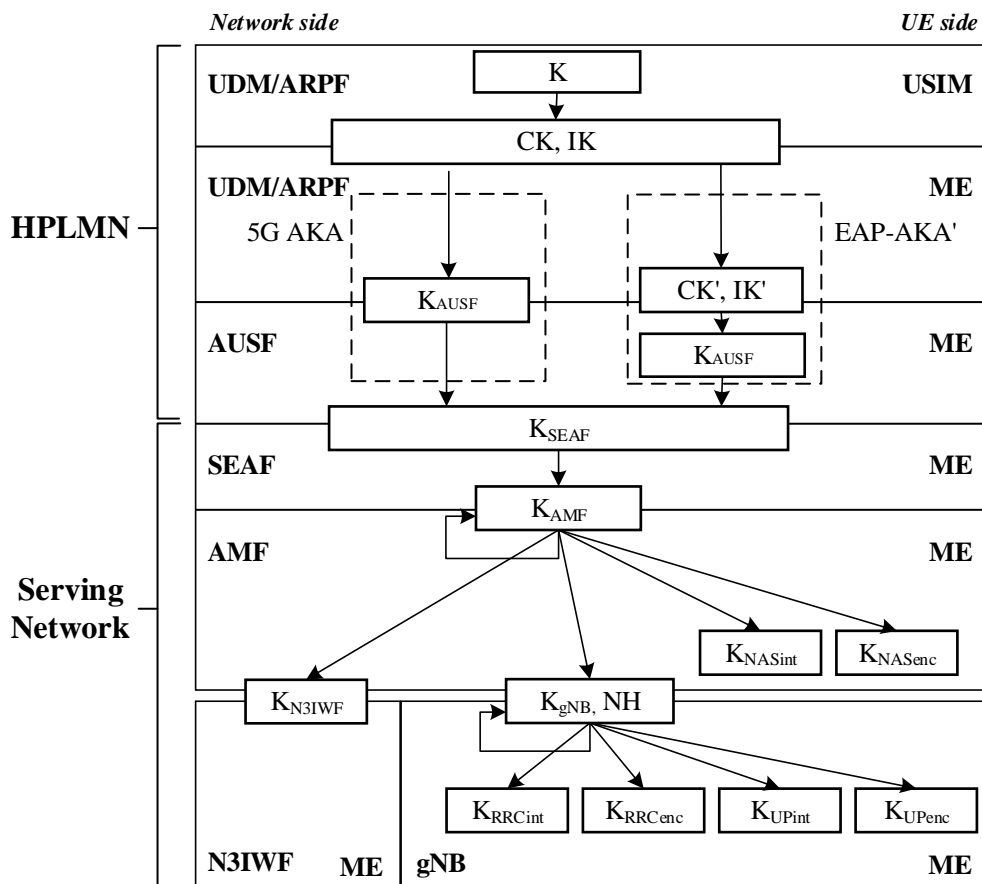 Network side
UE side
UDM/ARPF
K
USIM
CK, IK
UDM/ARPF
ME
HPLMN
5G AKA
EAP-AKA'
KAUSF
CK', IK'
AUSF
KAUSF
ME
KSEAF
SEAF
ME
KAMF
AMF
ME
Serving
Network
KNASint
KNASenc
KN3IWF
KgNB, NH
KRRCint
KRRCenc
KUPint
KUPenc
N3IWF
ME
gNB
ME